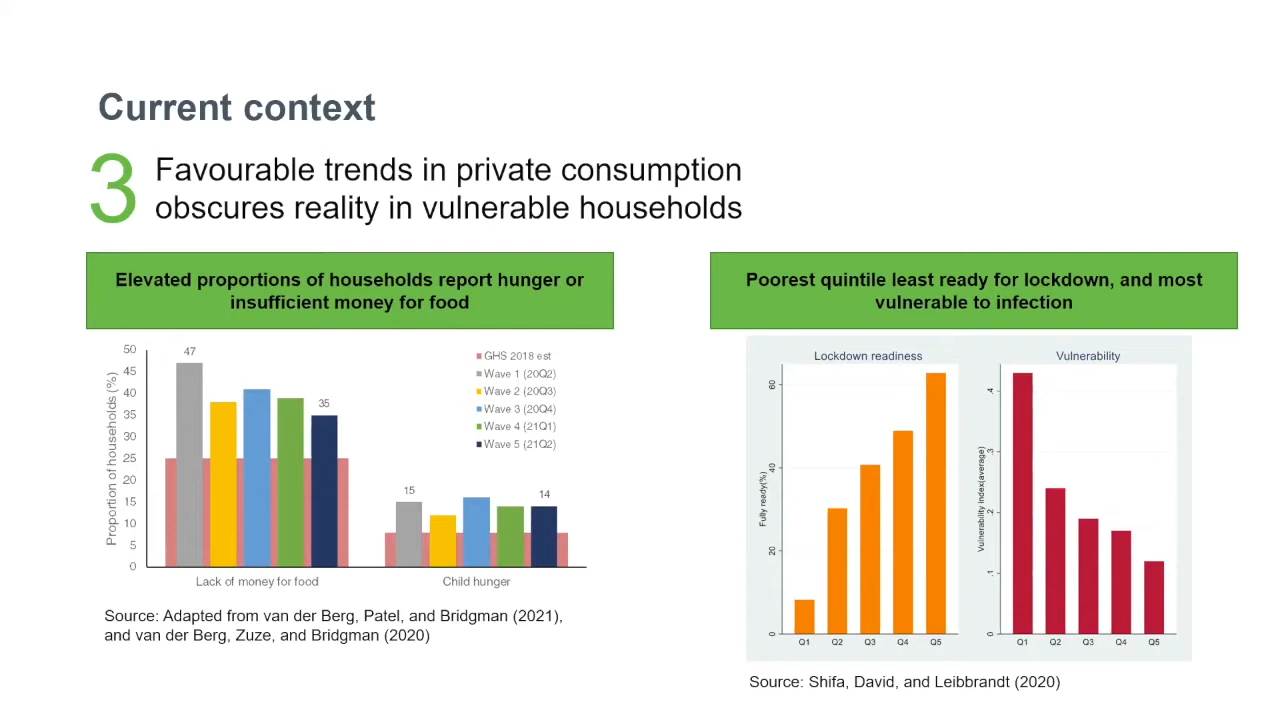 Current context
3
Favourable trends in private consumption
obscures reality in vulnerable households
Elevated proportions of households report hunger or
insufficient money for food
Proportion of households (%)
50
45
40
35
30
25
20
15
10
5
0
47
35
15
14
GHS 2018 est
Wave 1 (20Q2)
Wave 2 (20Q3)
Wave 3 (20Q4)
Wave 4 (21Q1)
Wave 5 (21Q2)
Lack of money for food
Child hunger
Source: Adapted from van der Berg, Patel, and Bridgman (2021),
and van der Berg, Zuze, and Bridgman (2020)
Poorest quintile least ready for lockdown, and most
vulnerable to infection
Lockdown readiness
Fully ready(%)
60
40
20
0
Q1 Q2 Q3 Q4 Q5
Vulnerability
Vulnerability index(average)
.4
.3
.2
.1
0
Q1 Q2 Q3 Q4 Q5
Source: Shifa, David, and Leibbrandt (2020)